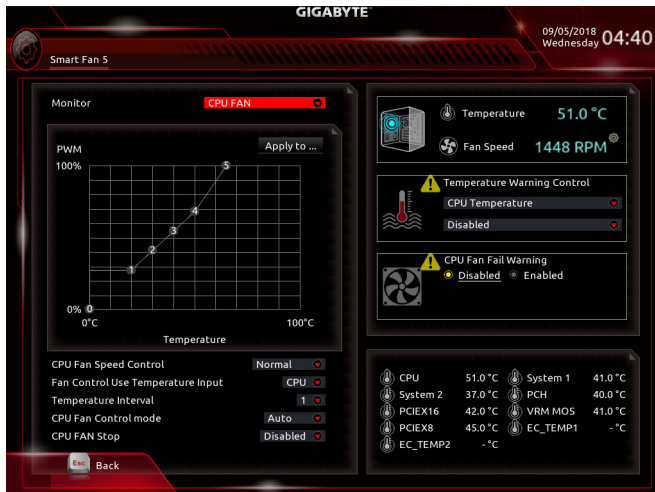 GIGABYTE
09/05/2018
Wednesday 04:40
Smart Fan 5
Monitor CPU FAN
PWM
Apply to ...
100%
5
4
3
2
1
0% 0
0°C 100°C
Temperature
CPU Fan Speed Control Normal
Fan Control Use Temperature Input CPU
Temperature Interval 1
CPU Fan Control mode Auto
CPU FAN Stop Disabled
Esc Back
Temperature 51.0 °C
Fan Speed 1448 RPM
Temperature Warning Control
CPU Temperature
Disabled
CPU Fan Fail Warning
Disabled Enabled
CPU 51.0 °C System 1 41.0 °C
System 2 37.0 °C PCH 40.0 °C
PCIEX16 42.0 °C VRM MOS 41.0 °C
PCIEX8 45.0 °C EC_TEMP1 - °C
EC_TEMP2 - °C